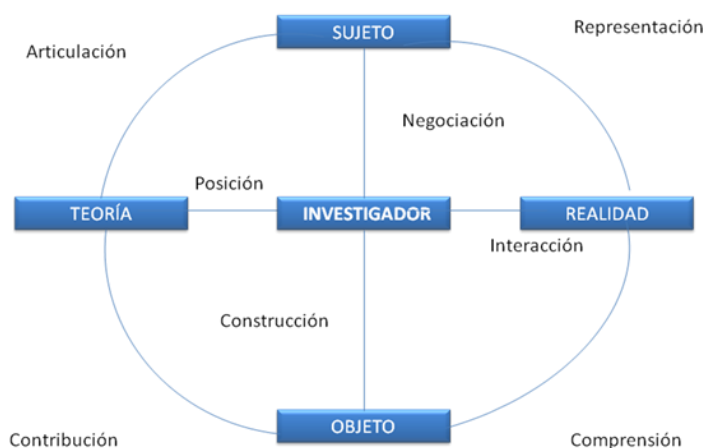 SUJETO
Representación
Articulación
Negociación
Posición
TEORÍA
INVESTIGADOR
REALIDAD
Interacción
Construcción
OBJETO
Contribución
Comprensión